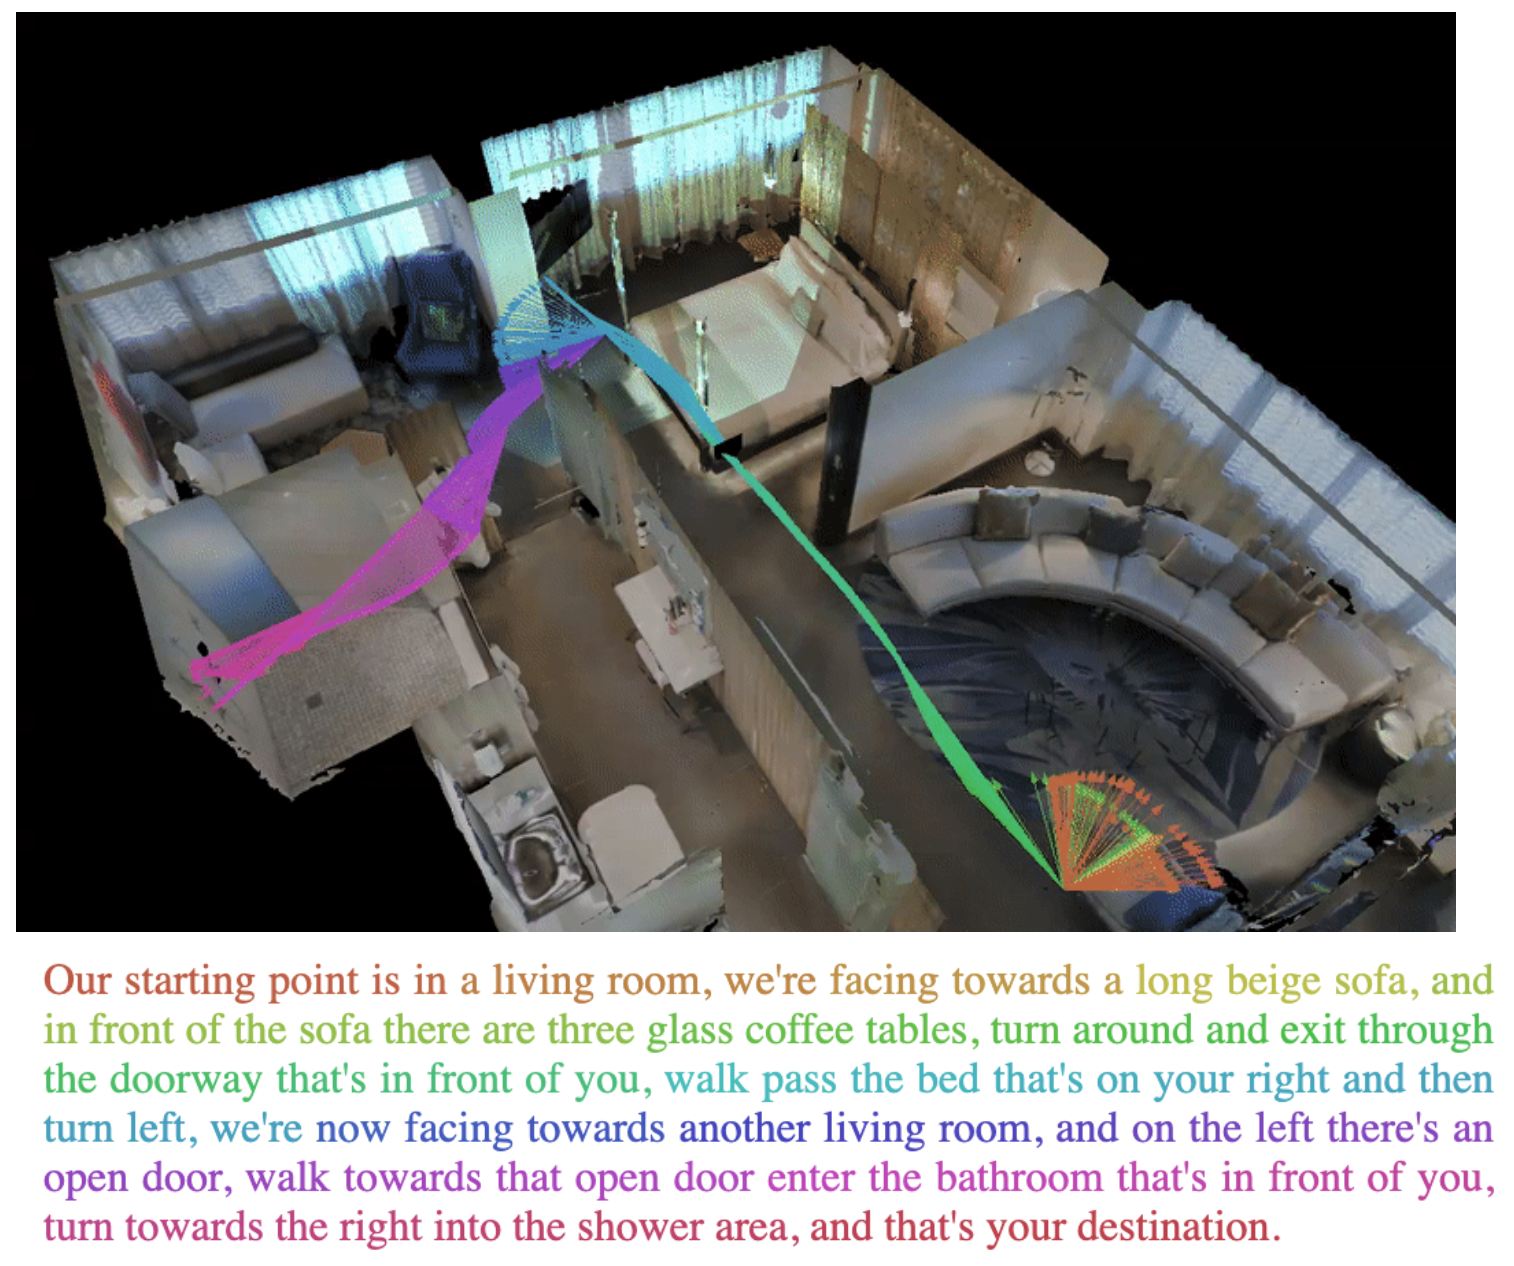 Our starting point is in a living room, we're facing towards a long beige sofa, and
in front of the sofa there are three glass coffee tables, turn around and exit through
the doorway that's in front of you, walk pass the bed that's on your right and then
turn left, we're now facing towards another living room, and on the left there's an
open door, walk towards that open door enter the bathroom that's in front of you,
turn towards the right into the shower area, and that's your destination.